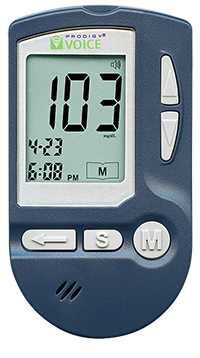 PRODIGY®
VOICE
103
mg/dL
4-23
6:08 PM M
S M